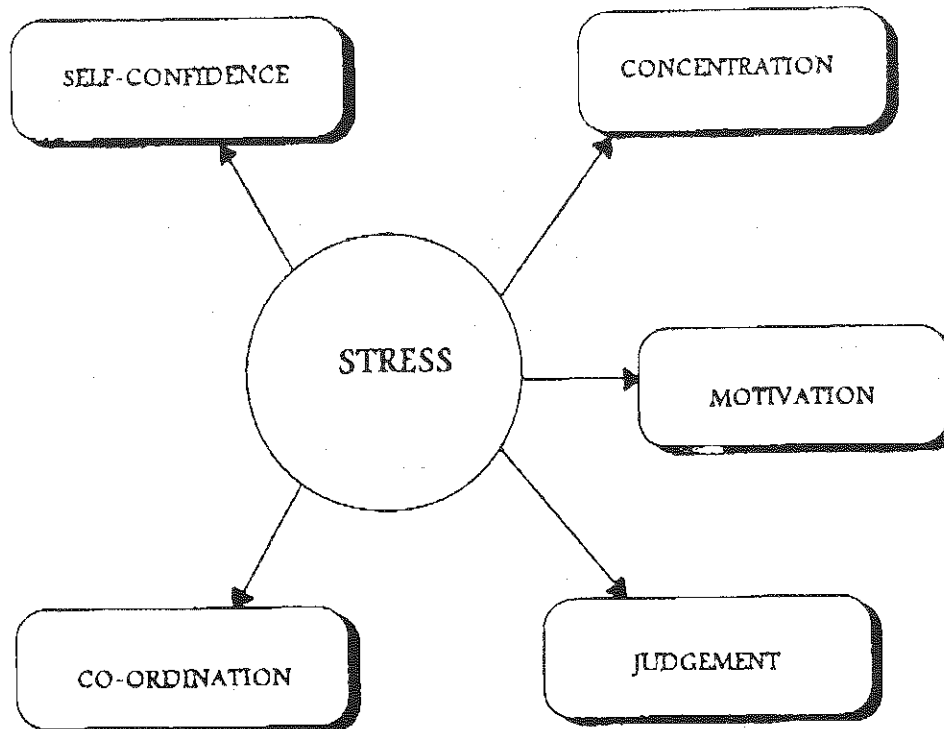 SELF-CONFIDENCE
CONCENTRATION
STRESS
MOTIVATION
CO-ORDINATION
JUDGEMENT